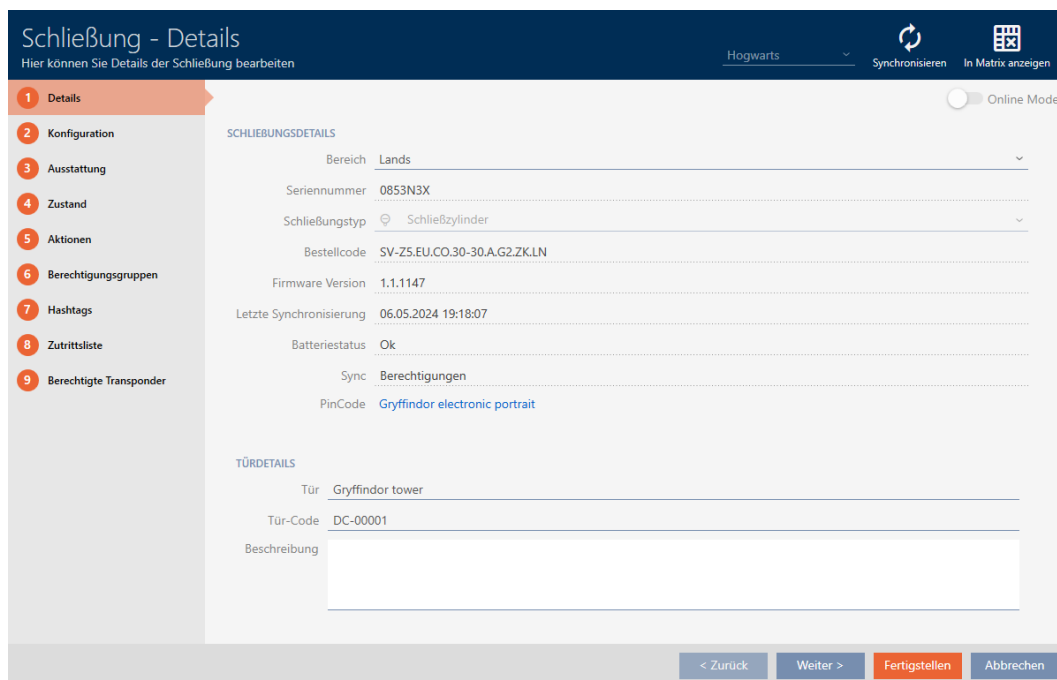 Schließung - Details
Hier können Sie Details der Schließung bearbeiten
Hogwarts
Synchronisieren
In Matrix anzeigen
1 Details
2 Konfiguration
3 Ausstattung
4 Zustand
5 Aktionen
6 Berechtigungsgruppen
7 Hashtags
8 Zutrittsliste
9 Berechtigte Transponder
Online Mode
SCHLIEßUNGSDETAILS
Bereich Lands
Seriennummer 0853N3X
Schließungstyp Schließzylinder
Bestellcode SV-Z5.EU.CO.30-30.A.G2.ZK.LN
Firmware Version 1.1.1147
Letzte Synchronisierung 06.05.2024 19:18:07
Batteriestatus Ok
Sync Berechtigungen
PinCode Gryffindor electronic portrait
TÜRDETAILS
Tür Gryffindor tower
Tür-Code DC-00001
Beschreibung
< Zurück
Weiter >
Fertigstellen
Abbrechen